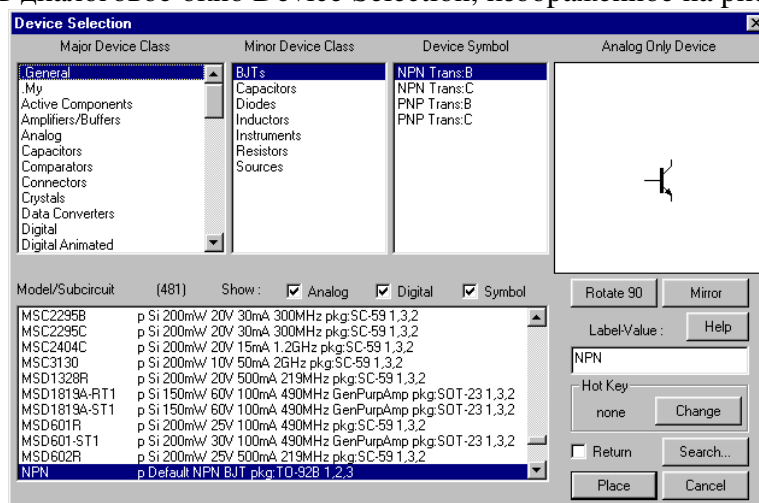 диалоговое окно Device Selection, изображенное на
Device Selection
Major Device Class Minor Device Class Device Symbol Analog Only Device
.General BJTs NPN Trans:B
.My Capacitors NPN Trans:C
Active Components Diodes PNP Trans:B
Amplifiers/Buffers Inductors PNP Trans:C
Analog Instruments
Capacitors Resistors
Comparators Sources
Connectors
Crystals
Data Converters
Digital
Digital Animated
Model/Subcircuit (481) Show : Analog Digital Symbol
Rotate 90 Mirror
MSC2295B p Si 200mW 20V 30mA 300MHz pkg:SC-59 1,3,2
MSC2295C p Si 200mW 20V 30mA 300MHz pkg:SC-59 1,3,2
MSC2404C p Si 200mW 20V 15mA 1.2GHz pkg:SC-59 1,3,2
MSC3130 p Si 200mW 10V 50mA 2GHz pkg:SC-59 1,3,2
MSD1328R p Si 200mW 20V 500mA 219MHz pkg:SC-59 1,3,2
MSD1819A-RT1 p Si 150mW 60V 100mA 490MHz GenPurpAmp pkg:SOT-23 1,3,2
MSD1819A-ST1 p Si 150mW 60V 100mA 490MHz GenPurpAmp pkg:SOT-23 1,3,2
MSD601R p Si 200mW 25V 100mA 490MHz pkg:SC-59 1,3,2
MSD601-ST1 p Si 200mW 30V 100mA 490MHz GenPurpAmp pkg:SOT-23 1,3,2
MSD602R p Si 200mW 25V 500mA 219MHz pkg:SC-59 1,3,2
NPN p Default NPN BJT pkg:TO-92B 1,2,3
Label-Value : Help
NPN
Hot Key
none Change
Return Search...
Place Cancel